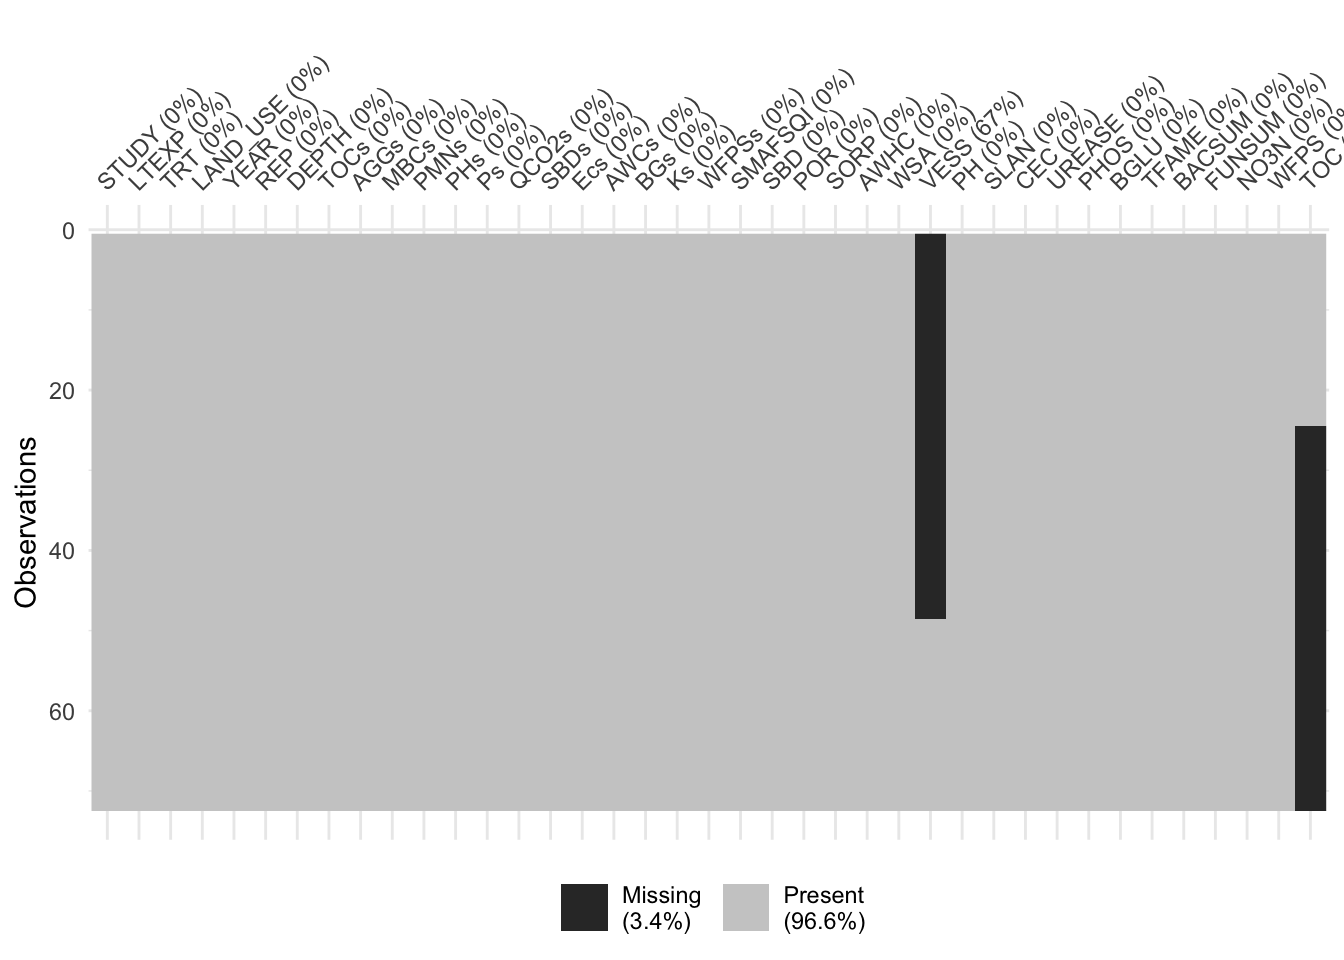 STUDY (0%)
LTEXP (0%)
TRT (0%)
LAND USE (0%)
YEAR (0%)
REP (0%)
DEPTH (0%)
TOCs (0%)
AGGs (0%)
MBCs (0%)
PMNs (0%)
PHs (0%)
Ps (0%)
QCO2s (0%)
SBDs (0%)
Ecs (0%)
AWCs (0%)
BGs (0%)
Ks (0%)
WFPSs (0%)
SMAFSQI (0%)
SBD (0%)
POR (0%)
SORP (0%)
AWHC (0%)
WSA (0%)
VESS (67%)
PH (0%)
SLAN (0%)
CEC (0%)
UREASE (0%)
PHOS (0%)
BGLU (0%)
TFAME (0%)
BACSUM (0%)
FUNSUM (0%)
NO3N (0%)
WFPS (0%)
TOC
0
20
40
60
Observations
Missing
(3.4%)
Present
(96.6%)